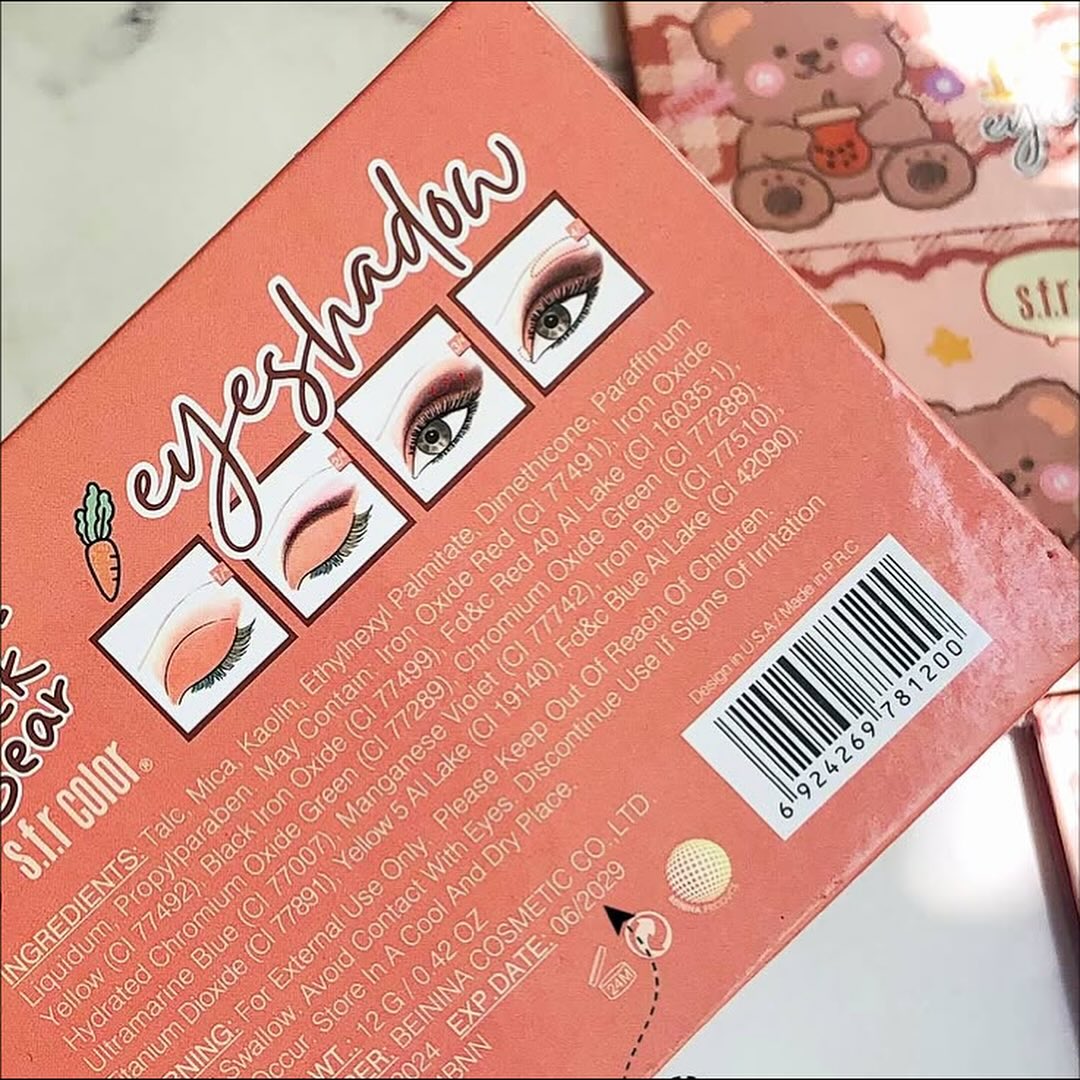 eyeshadow
1/
2/
3/
4/
Bear
s.f.r color®
INGREDIENTS: Talc, Mica, Kaolin, Ethylhexyl Palmitate, Dimethicone, Paraffinum
Liquidum, Propylparaben. May Contain: Iron Oxide Red (CI 77491), Iron Oxide
Yellow (CI 77492), Black Iron Oxide (CI 77499), Fd&c Red 40 Al Lake (CI 16035:1),
Hydrated Chromium Oxide Green (CI 77289), Chromium Oxide Green (CI 77288),
Ultramarine Blue (CI 77007), Manganese Violet (CI 77742), Iron Blue (CI 77510),
Titanium Dioxide (CI 77891), Yellow 5 Al Lake (CI 19140), Fd&c Blue Al Lake (CI 42090).
For External Use Only. Please Keep Out Of Reach Of Children.
Swallow. Avoid Contact With Eyes. Discontinue Use if Signs Of Irritation
Occur. Store In A Cool And Dry Place.
WT.: 12 G / 0.42 OZ
BEININA COSMETIC CO., LTD.
2024 EXP.DATE: 06/2029
24M
Design in U.S.A/Made in P.R.C
6 924269 781200
s.f.r